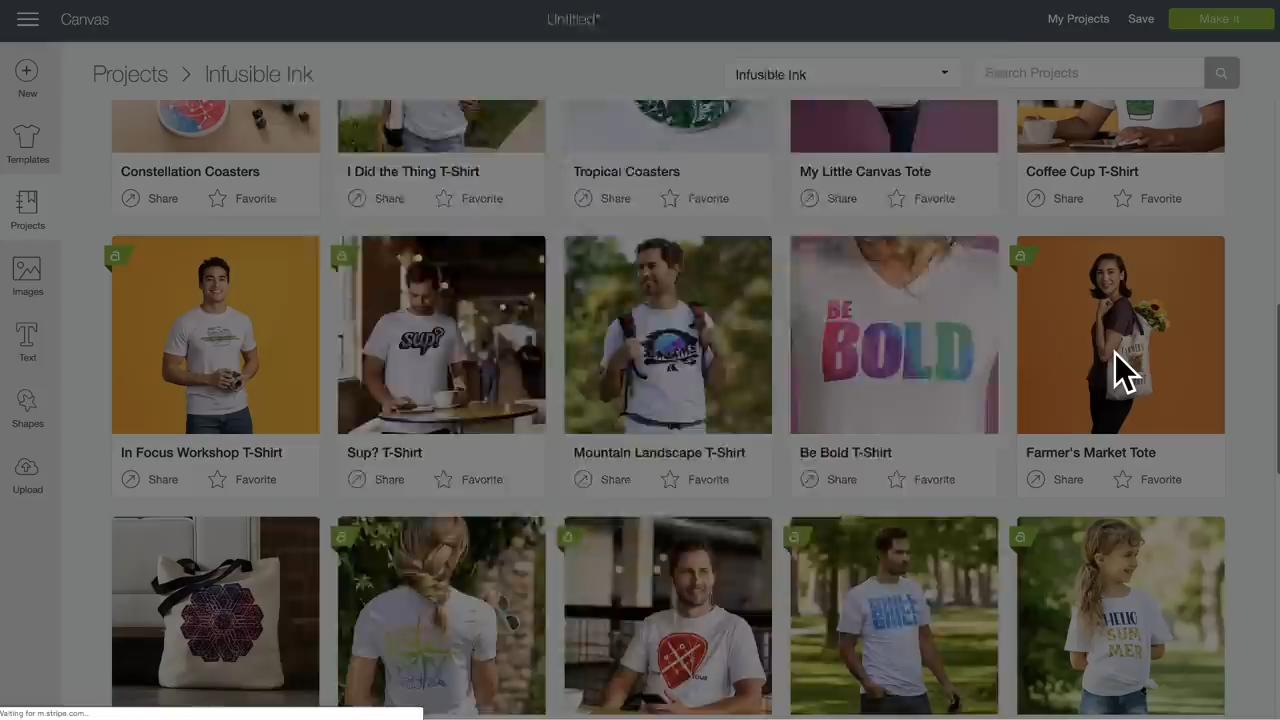 Canvas
Untitled*
My Projects
Save
Make It
New
Templates
Projects
Images
Text
Shapes
Upload
Projects > Infusible Ink
Infusible Ink
Search Projects
Constellation Coasters
I Did the Thing T-Shirt
Tropical Coasters
My Little Canvas Tote
Coffee Cup T-Shirt
Share Favorite
Share Favorite
Share Favorite
Share Favorite
Share Favorite
a
a
a
sup?
BE
BOLD
In Focus Workshop T-Shirt
Sup? T-Shirt
Mountain Landscape T-Shirt
Be Bold T-Shirt
Farmer's Market Tote
Share Favorite
Share Favorite
Share Favorite
Share Favorite
Share Favorite
a
a
a
a
HELLO
SUM
MER
TOUR
Waiting for m.stripe.com...